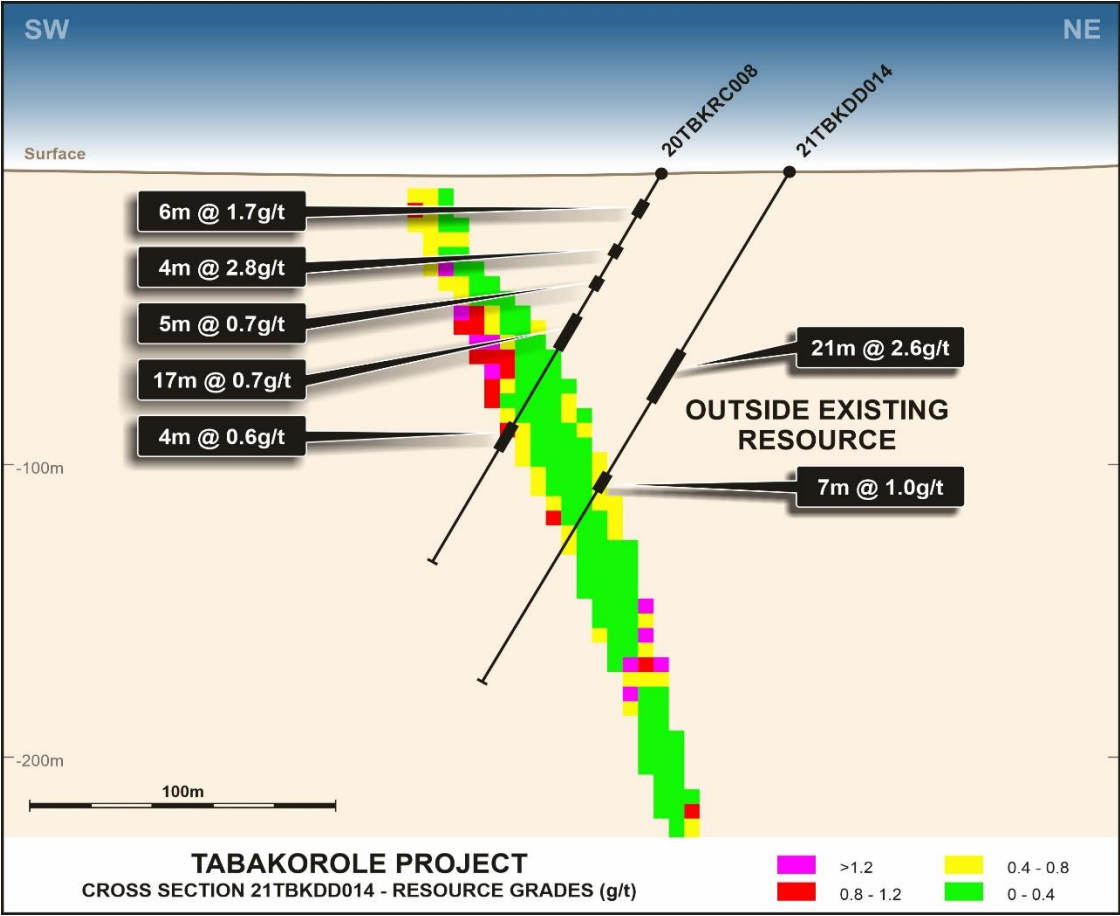 SW
NE
20TBKRC008
21TBKDD014
Surface
6m @ 1.7g/t
4m @ 2.8g/t
5m @ 0.7g/t
17m @ 0.7g/t
4m @ 0.6g/t
21m @ 2.6g/t
OUTSIDE EXISTING
RESOURCE
7m @ 1.0g/t
-100m
-200m
100m
TABAKOROLE PROJECT
CROSS SECTION 21TBKDD014 - RESOURCE GRADES (g/t)
>1.2
0.4 - 0.8
0.8 - 1.2
0 - 0.4